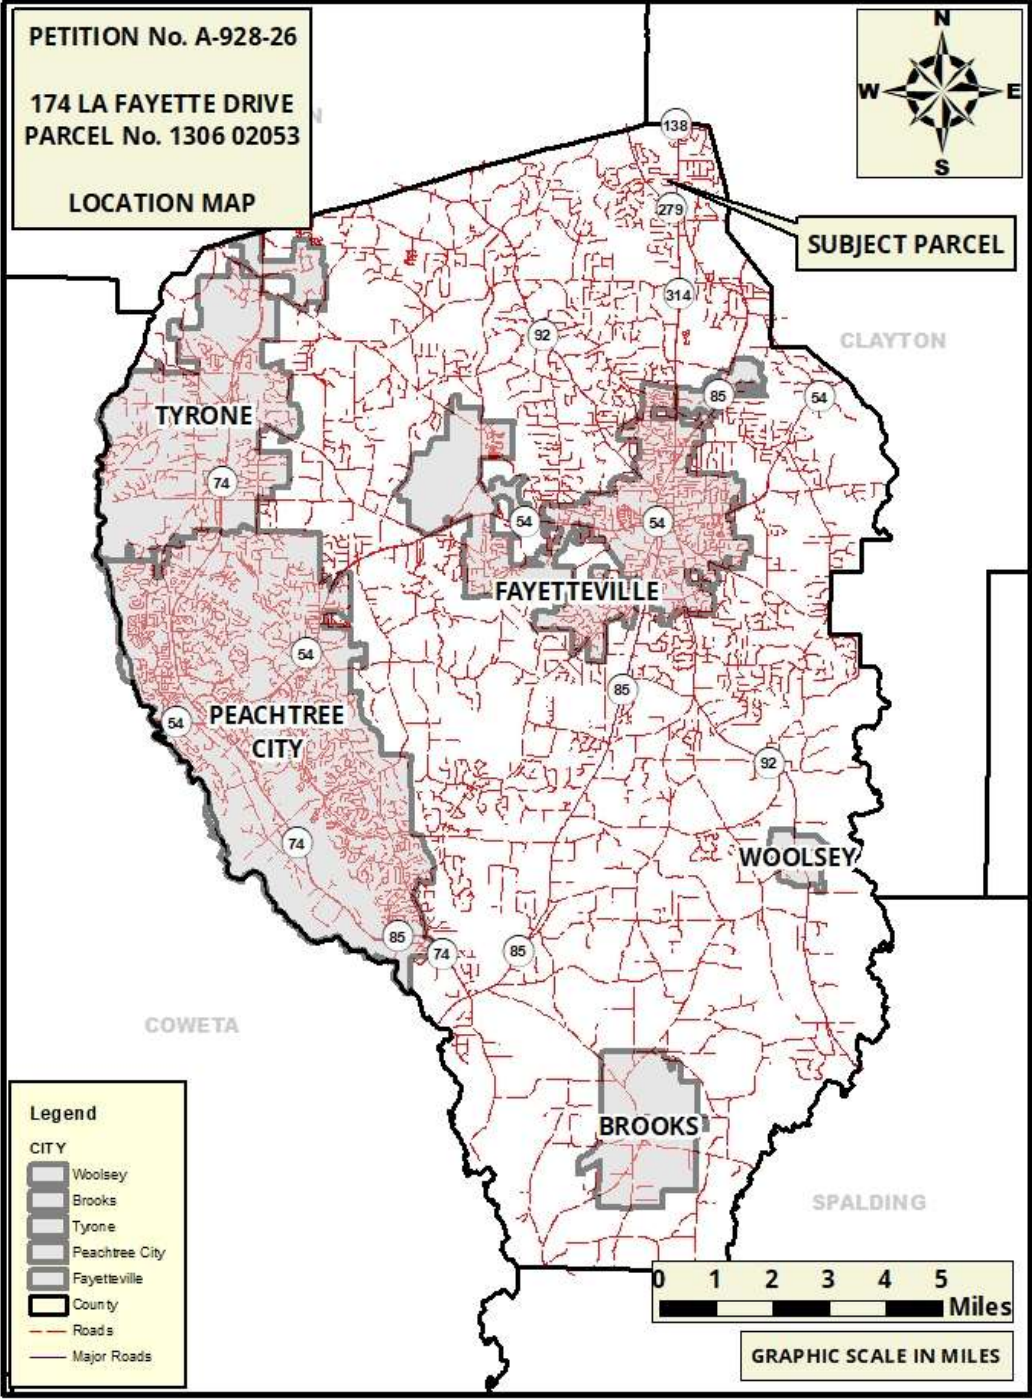 PETITION No. A-928-26
174 LA FAYETTE DRIVE
PARCEL No. 1306 02053
LOCATION MAP
N
W
E
S
138
279
SUBJECT PARCEL
314
92
CLAYTON
85
54
TYRONE
74
54
54
FAYETTEVILLE
54
85
54
PEACHTREE
CITY
92
74
WOOLSEY
85
74
85
COWETA
BROOKS
SPALDING
Legend
CITY
Woolsey
Brooks
Tyrone
Peachtree City
Fayetteville
County
Roads
Major Roads
0 1 2 3 4 5
Miles
GRAPHIC SCALE IN MILES